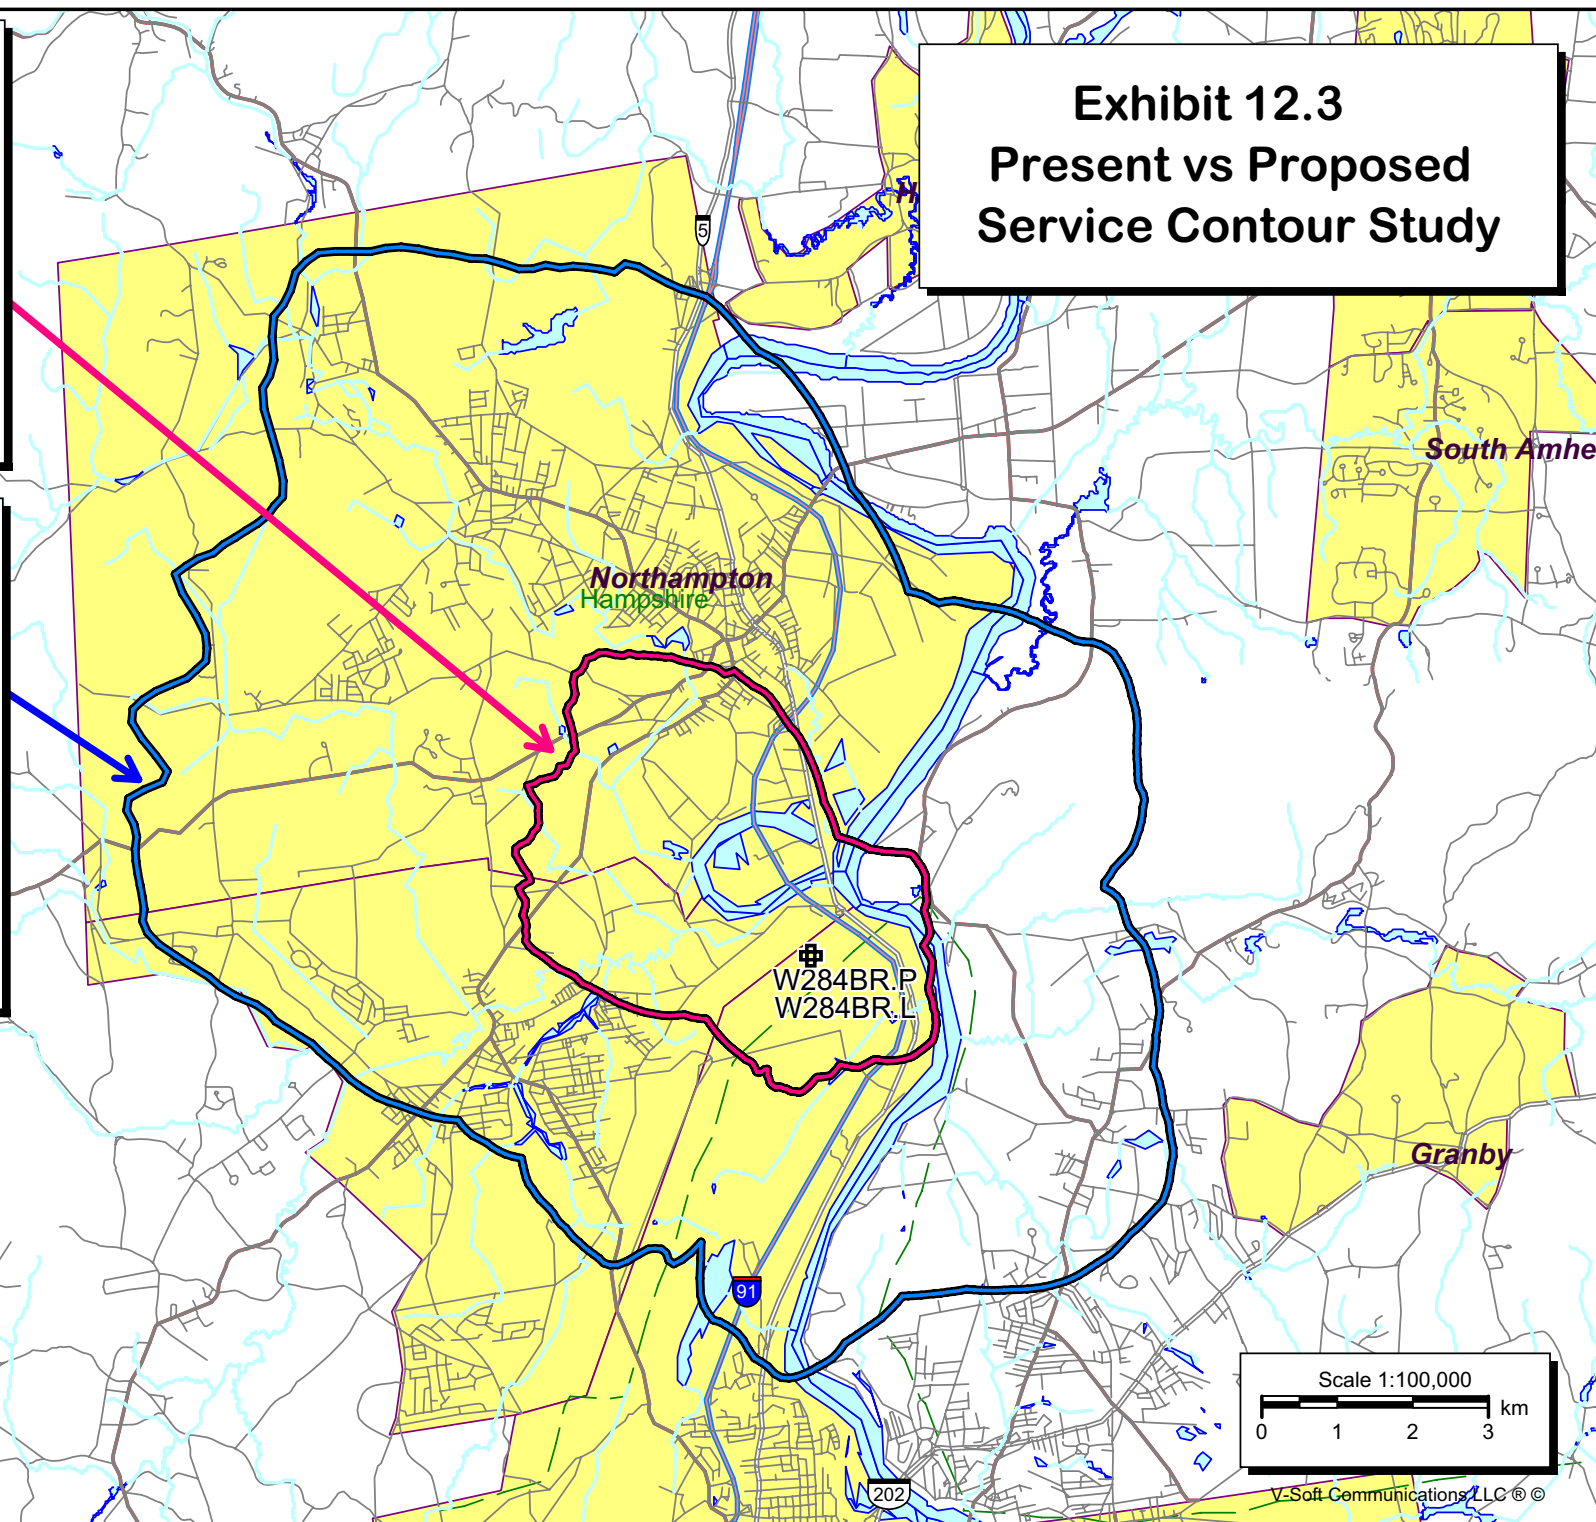 Exhibit 12.3
Present vs Proposed
Service Contour Study
5
H
South Amhe
Northampton
Hampshire
W284BR.P
W284BR.L
Granby
91
Scale 1:100,000
km
0 1 2 3
202
V-Soft Communications LLC ® ©